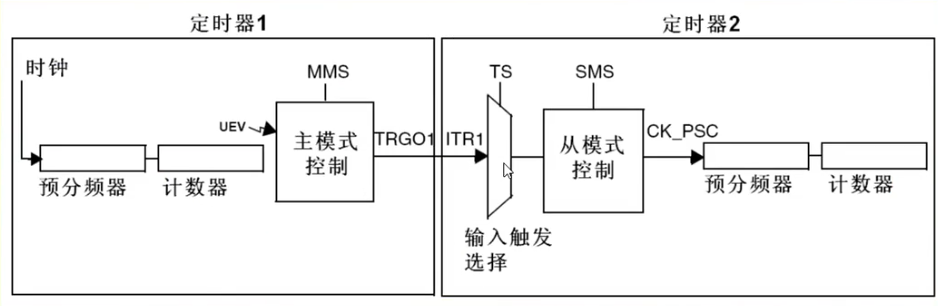 定时器1
定时器2
时钟
MMS
TS
SMS
UEV
主模式
控制
TRGO1
ITR1
从模式
控制
CK_PSC
预分频器
计数器
预分频器
计数器
输入触发
选择